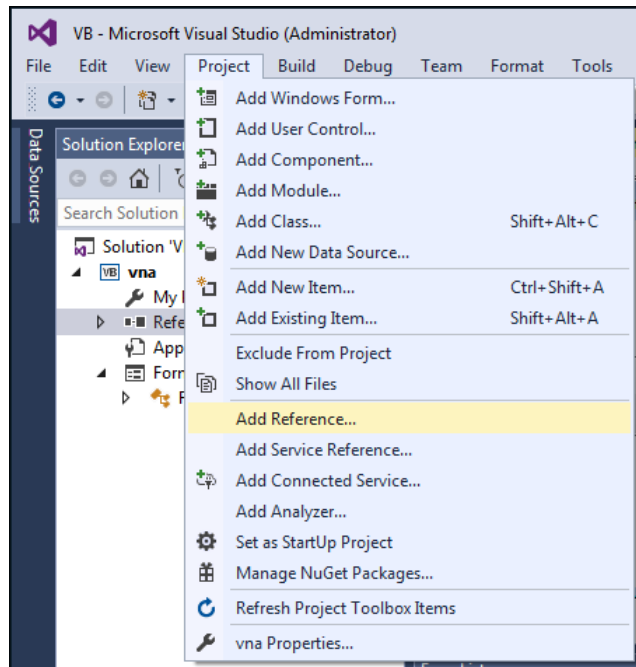 VB - Microsoft Visual Studio (Administrator)
File Edit View Project Build Debug Team Format Tools
Data Sources
Solution Explorer
Search Solution
Solution 'V
VB vna
My
Refe
App
Form
F
Add Windows Form...
Add User Control...
Add Component...
Add Module...
Add Class... Shift+Alt+C
Add New Data Source...
Add New Item... Ctrl+Shift+A
Add Existing Item... Shift+Alt+A
Exclude From Project
Show All Files
Add Reference...
Add Service Reference...
Add Connected Service...
Add Analyzer...
Set as StartUp Project
Manage NuGet Packages...
Refresh Project Toolbox Items
vna Properties...